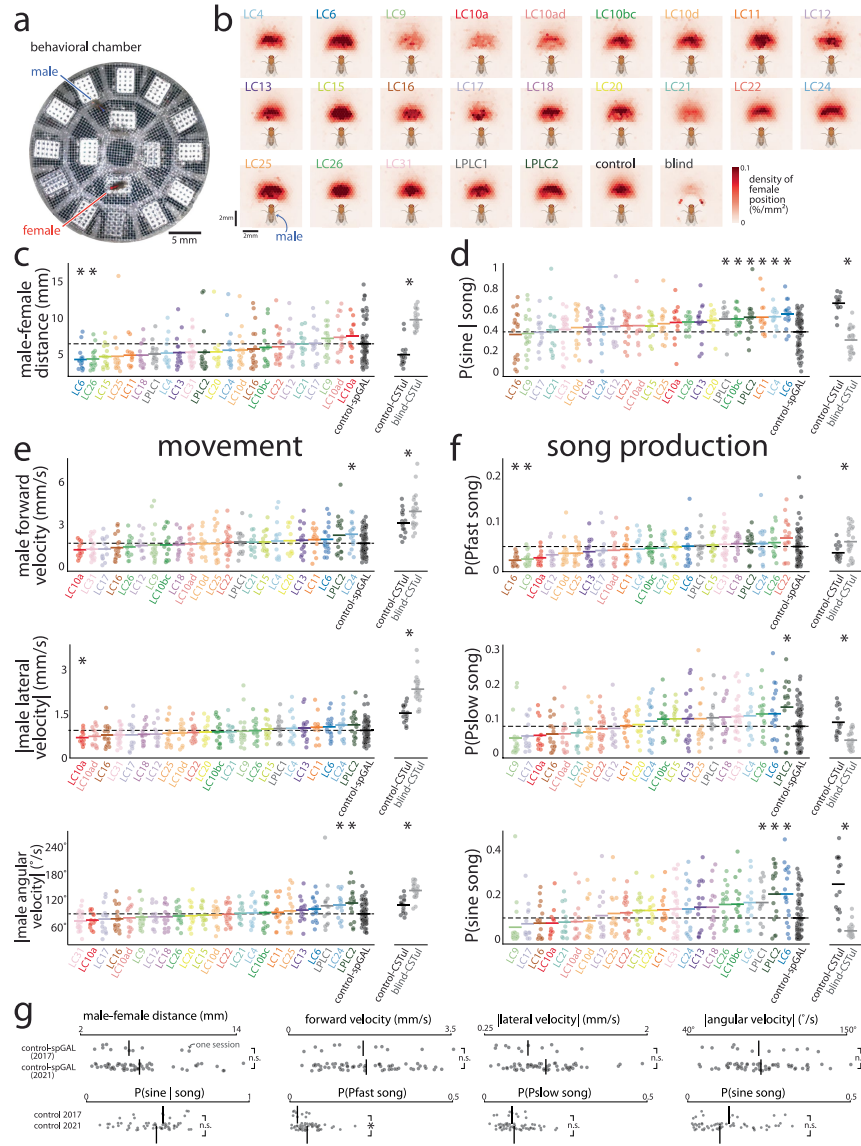 a
behavioral chamber
male
female
5 mm
b
LC4 LC6 LC9 LC10a LC10ad LC10bc LC10d LC11 LC12
LC13 LC15 LC16 LC17 LC18 LC20 LC21 LC22 LC24
LC25 LC26 LC31 LPLC1 LPLC2 control blind
0.1
density of
female
position
(%/mm²)
0
2mm
2mm
male
c
male-female
distance (mm)
15
10
5
* *
*
LC6 LC26 LC15 LC25 LC11 LC18 LPLC1 LC13 LC31 LPLC2 LC20 LC24 LC10d LC16 LC10bc LC22 LC12 LC21 LC17 LC9 LC10ad LC10a control-spGAL control-CSTul blind-CSTul
d
P(sine | song)
1
0.8
0.6
0.4
0.2
0
* * * * * * *
*
LC16 LC9 LC17 LC21 LC31 LC10d LC18 LC24 LC12 LC22 LC15 LC25 LC10a LC26 LC13 LC20 LPLC1 LC10bc LPLC2 LC11 LC4 LC6 control-spGAL control-CSTul blind-CSTul
e
movement
male forward
velocity (mm/s)
6
3
0
*
*
LC10a LC31 LC17 LC16 LC26 LC12 LC9 LC10bc LC18 LC10ad LC10d LC25 LC22 LPLC1 LC21 LC15 LC4 LC20 LC13 LC11 LC6 LPLC2 LC24 control-spGAL control-CSTul blind-CSTul
|male lateral
velocity| (mm/s)
3
1.5
0
*
*
LC10a LC10ad LC16 LC31 LC17 LC18 LC12 LC25 LC10d LC22 LC20 LC10bc LC21 LC9 LC26 LC15 LPLC1 LC24 LC13 LC4 LC11 LC6 LPLC2 control-spGAL control-CSTul blind-CSTul
|male angular
velocity| (°/s)
240°
180°
120°
60°
* *
*
LC31 LC10a LC17 LC16 LC10ad LC9 LC12 LC18 LC26 LC15 LC20 LC10d LC22 LC21 LC4 LC10bc LC11 LC25 LC13 LC6 LPLC1 LC24 LPLC2 control-spGAL control-CSTul blind-CSTul
f
song production
P(Pfast song)
0.2
0.1
0
* *
*
LC16 LC9 LC10a LC12 LC10d LC25 LC13 LC17 LC10ad LC11 LC4 LC10bc LC21 LC20 LC6 LPLC1 LC15 LC31 LC18 LPLC2 LC24 LC26 LC22 control-spGAL control-CSTul blind-CSTul
P(Pslow song)
0.3
0.2
0.1
0
*
*
LC9 LC17 LC10a LC16 LC10ad LC21 LC10d LC22 LC12 LPLC1 LC11 LC20 LC24 LC10bc LC15 LC13 LC25 LC18 LC31 LC4 LC26 LC6 LPLC2 control-spGAL control-CSTul blind-CSTul
P(sine song)
0.4
0.2
0
* * *
*
LC9 LC17 LC16 LC10a LC21 LC12 LC10ad LC10d LC25 LC22 LC15 LC20 LC11 LC31 LC24 LC13 LC4 LC18 LC26 LC10bc LPLC1 LPLC2 LC6 control-spGAL control-CSTul blind-CSTul
g
male-female distance (mm) forward velocity (mm/s) |lateral velocity| (mm/s) |angular velocity| (°/s)
2 14 0 3.5 0.25 2 40° 150°
control-spGAL
(2017)
one session
control-spGAL
(2021)
n.s. n.s. n.s. n.s.
P(sine | song) P(Pfast song) P(Pslow song) P(sine song)
0 1 0 0.5 0 0.5 0 0.5
control 2017
control 2021
n.s. * n.s. n.s.